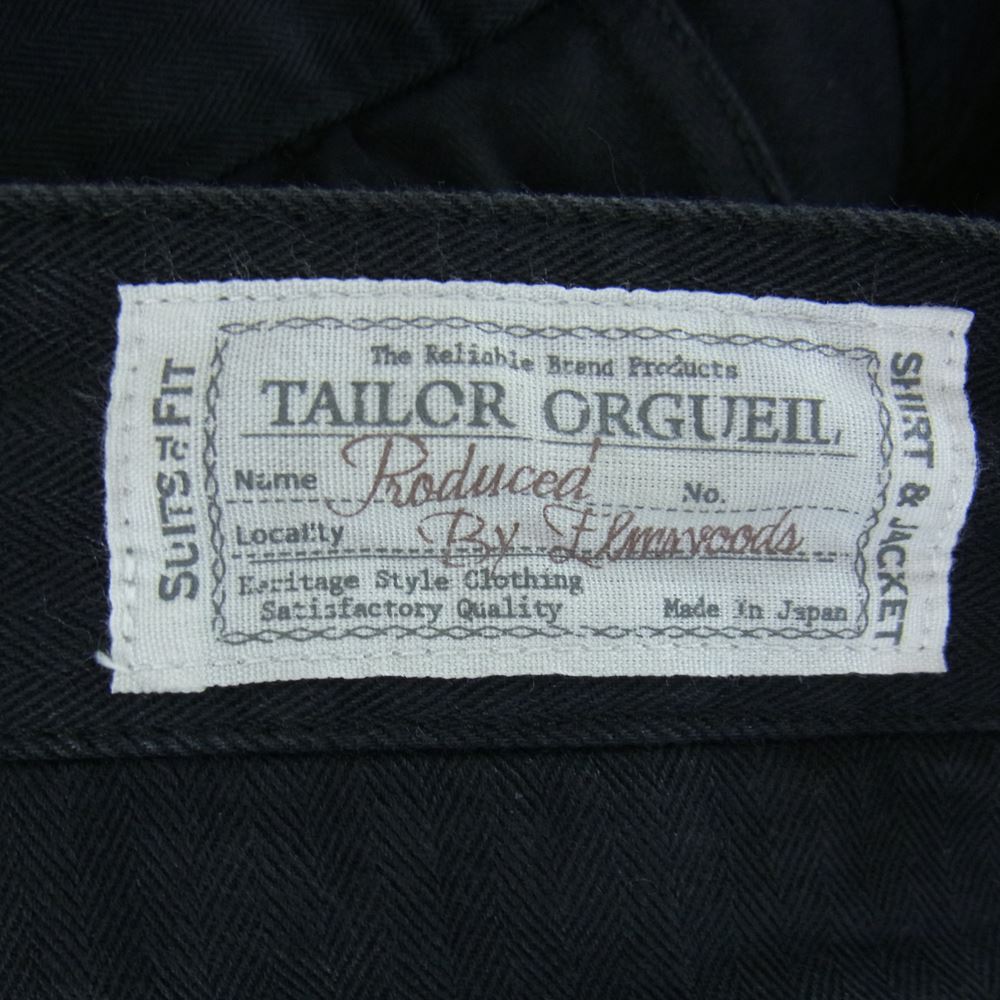 The Reliable Brand Products
TAILOR ORGUEIL
Name Produced No.
Locality By Elmwoods
Heritage Style Clothing
Satisfactory Quality Made in Japan
SUITS & FIT
SHIRT & JACKET